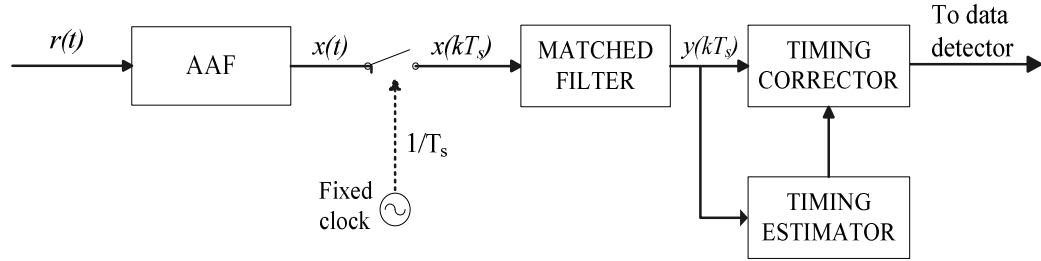 r(t)
AAF
x(t)
x(kTs)
MATCHED
FILTER
y(kTs)
TIMING
CORRECTOR
To data
detector
1/Ts
Fixed
clock
TIMING
ESTIMATOR